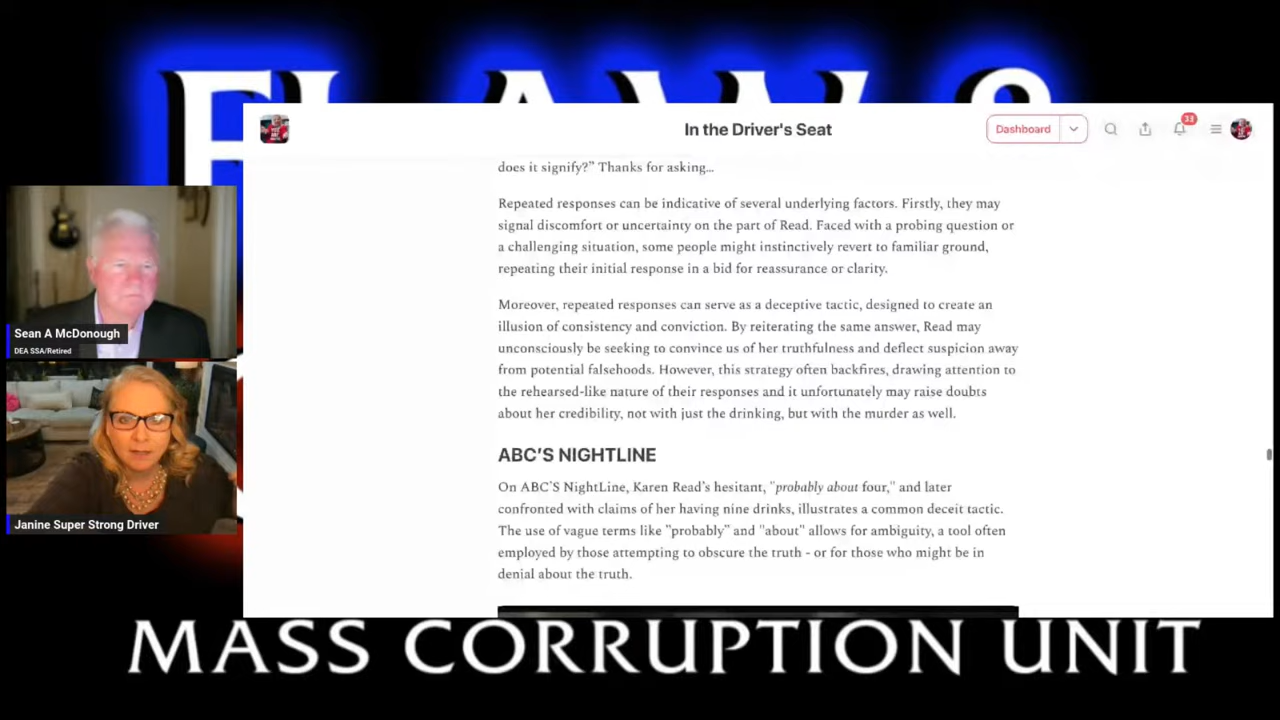 FLAW &
In the Driver's Seat
Dashboard
33
does it signify?” Thanks for asking…
Repeated responses can be indicative of several underlying factors. Firstly, they may
signal discomfort or uncertainty on the part of Read. Faced with a probing question or
a challenging situation, some people might instinctively revert to familiar ground,
repeating their initial response in a bid for reassurance or clarity.
Moreover, repeated responses can serve as a deceptive tactic, designed to create an
illusion of consistency and conviction. By reiterating the same answer, Read may
unconsciously be seeking to convince us of her truthfulness and deflect suspicion away
from potential falsehoods. However, this strategy often backfires, drawing attention to
the rehearsed-like nature of their responses and it unfortunately may raise doubts
about her credibility, not with just the drinking, but with the murder as well.
ABC’S NIGHTLINE
On ABC'S NightLine, Karen Read’s hesitant, "probably about four," and later
confronted with claims of her having nine drinks, illustrates a common deceit tactic.
The use of vague terms like "probably" and "about" allows for ambiguity, a tool often
employed by those attempting to obscure the truth - or for those who might be in
denial about the truth.
Sean A McDonough
DEA SSA/Retired
Janine Super Strong Driver
MASS CORRUPTION UNIT